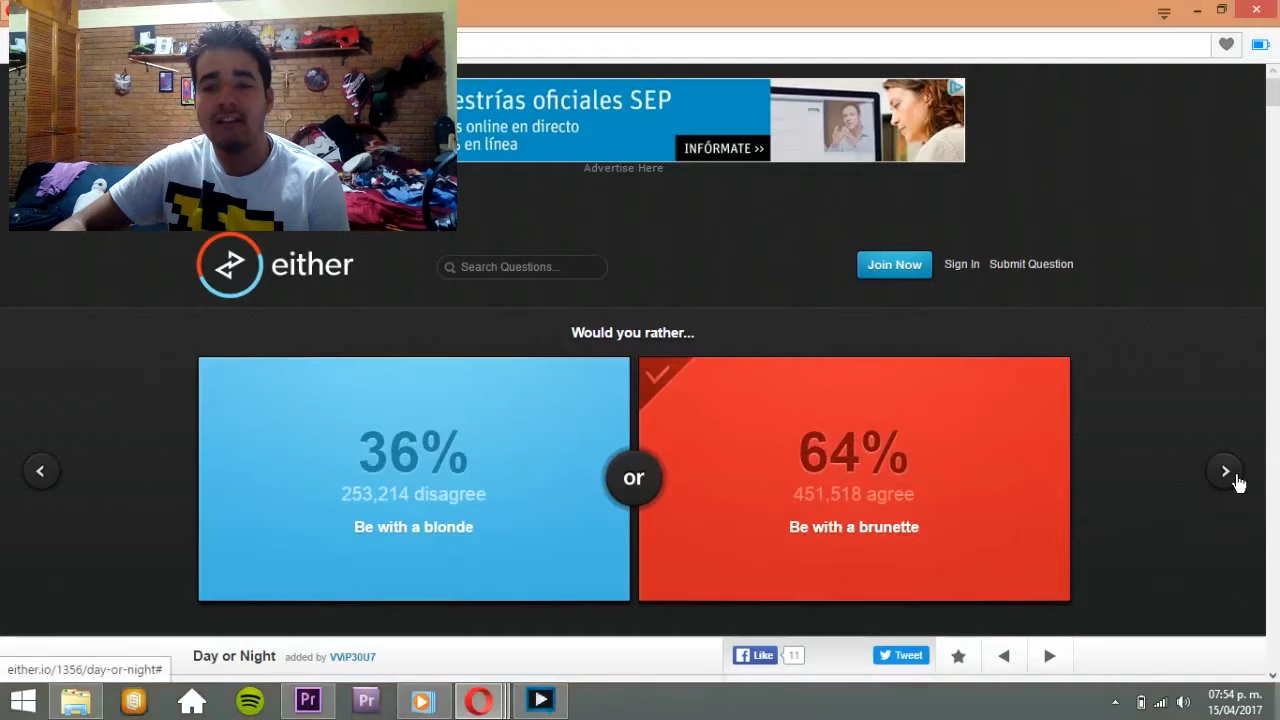 estrías oficiales SEP
s online en directo
s en línea
INFÓRMATE >>
Advertise Here
either
Search Questions...
Join Now
Sign In
Submit Question
Would you rather...
36%
253,214 disagree
Be with a blonde
or
64%
451,518 agree
Be with a brunette
Day or Night
added by VViP30U7
Like
11
Tweet
either.io/1356/day-or-night#
Pr
Pr
07:54 p. m.
15/04/2017